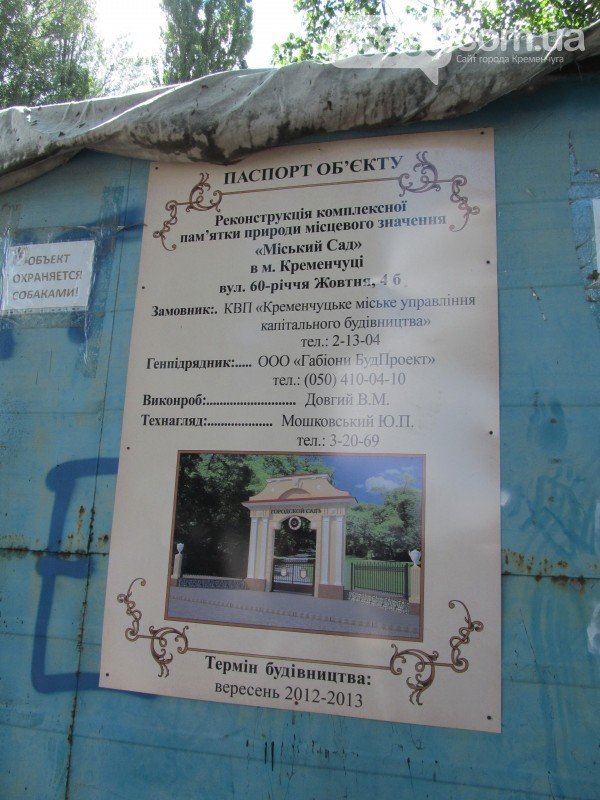 .com.ua
Сайт города Кременчуга
ПАСПОРТ ОБ'ЄКТУ
Реконструкція комплексної
пам'ятки природи місцевого значення
«Міський Сад»
в м. Кременчуці
вул. 60-річчя Жовтня, 4 б
Замовник:. КВП «Кременчуцьке міське управління
капітального будівництва»
тел.: 2-13-04
Генпідрядник:..... ООО «Габіони БудПроект»
тел.: (050) 410-04-10
Виконроб:........................... Довгий В.М.
Технагляд:.................... Мошковський Ю.П.
тел.: 3-20-69
ГОРОДСКОЙ САДЪ
Термін будівництва:
вересень 2012-2013
ОБЪЕКТ
ОХРАНЯЕТСЯ
СОБАКАМИ!